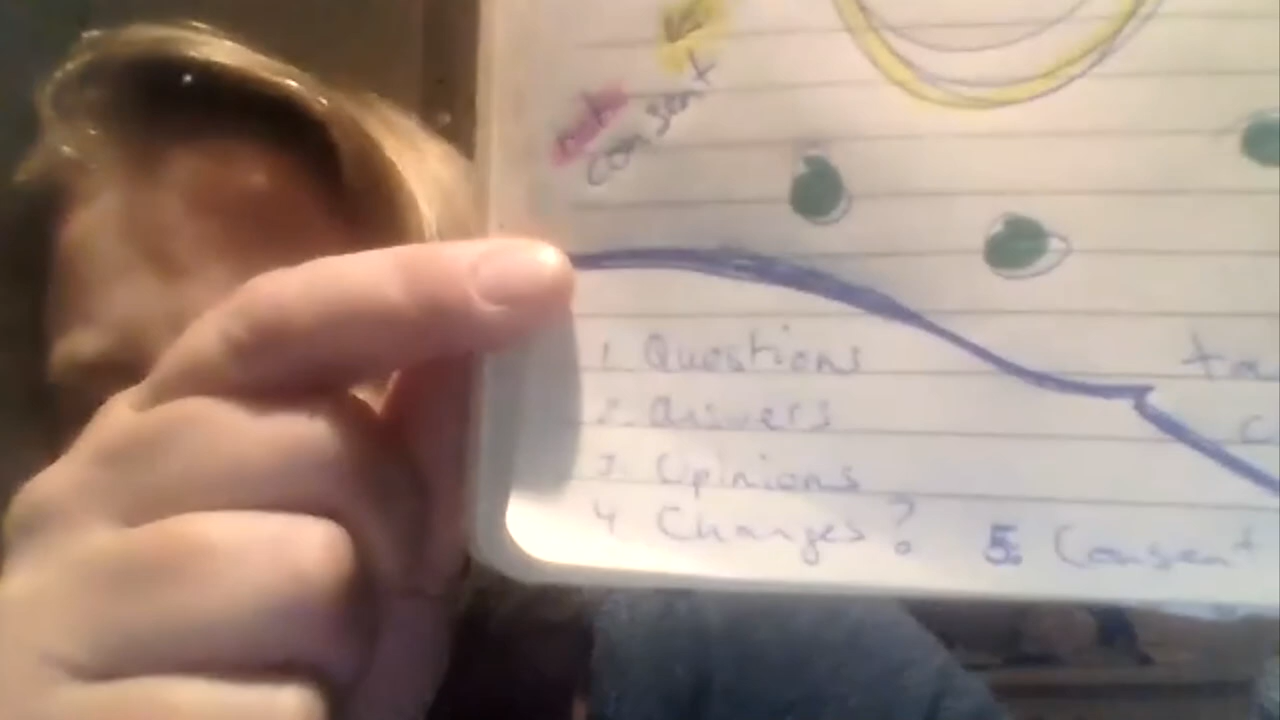 consent
1. Questions
2. Answers
3. Opinions
4 Changes? 5. Consent